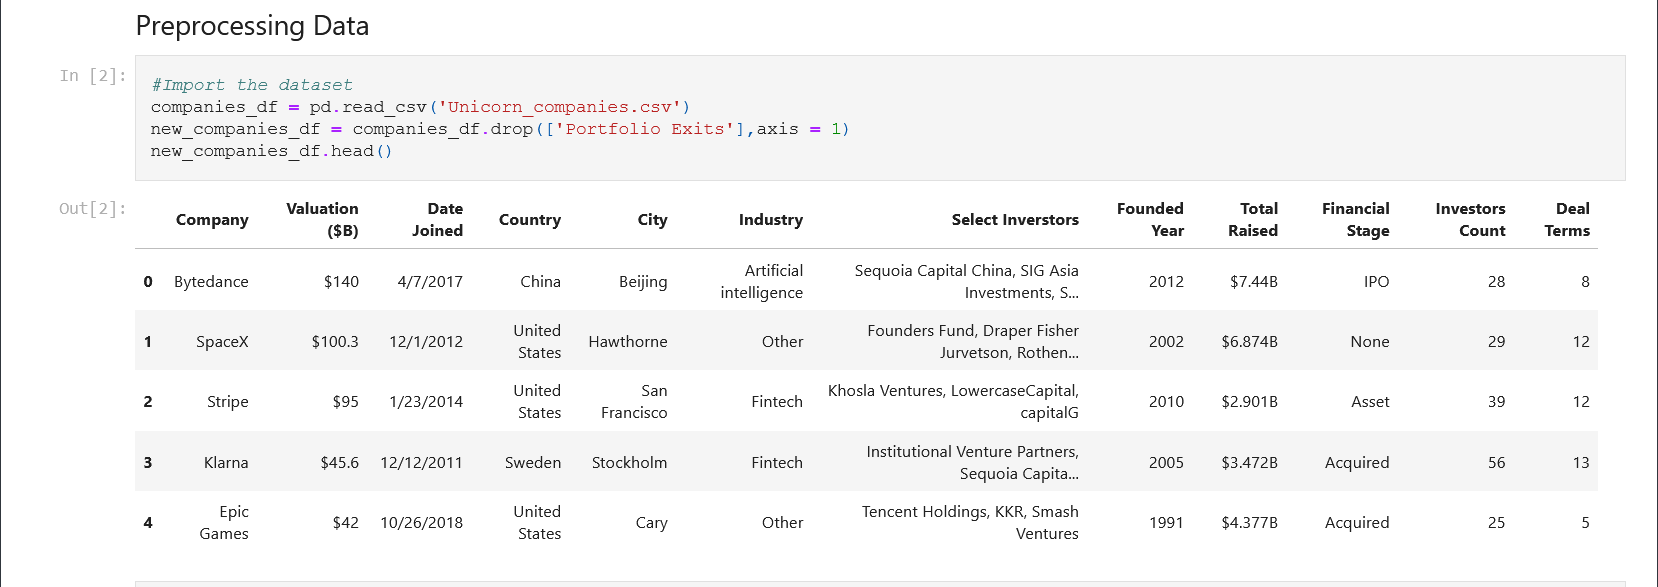 Preprocessing Data
In [2]:
#Import the dataset
companies_df = pd.read_csv('Unicorn_companies.csv')
new_companies_df = companies_df.drop(['Portfolio Exits'],axis = 1)
new_companies_df.head()
Out[2]:
Company Valuation ($B) Date Joined Country City Industry Select Inverstors Founded Year Total Raised Financial Stage Investors Count Deal Terms
0 Bytedance $140 4/7/2017 China Beijing Artificial intelligence Sequoia Capital China, SIG Asia Investments, S... 2012 $7.44B IPO 28 8
1 SpaceX $100.3 12/1/2012 United States Hawthorne Other Founders Fund, Draper Fisher Jurvetson, Rothen... 2002 $6.874B None 29 12
2 Stripe $95 1/23/2014 United States San Francisco Fintech Khosla Ventures, LowercaseCapital, capitalG 2010 $2.901B Asset 39 12
3 Klarna $45.6 12/12/2011 Sweden Stockholm Fintech Institutional Venture Partners, Sequoia Capita... 2005 $3.472B Acquired 56 13
4 Epic Games $42 10/26/2018 United States Cary Other Tencent Holdings, KKR, Smash Ventures 1991 $4.377B Acquired 25 5